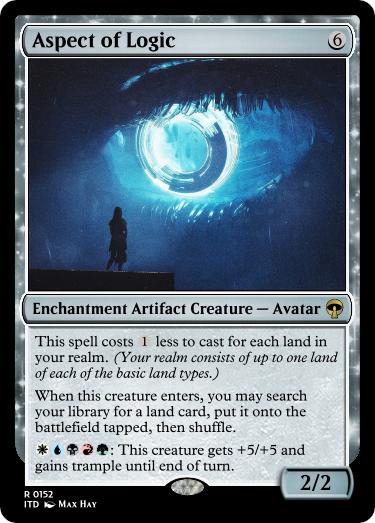 Aspect of Logic 6
Enchantment Artifact Creature — Avatar
This spell costs 1 less to cast for each land in
your realm. (Your realm consists of up to one land
of each of the basic land types.)
When this creature enters, you may search
your library for a land card, put it onto the
battlefield tapped, then shuffle.
: This creature gets +5/+5 and
gains trample until end of turn.
2/2
R 0152
ITD Max Hay